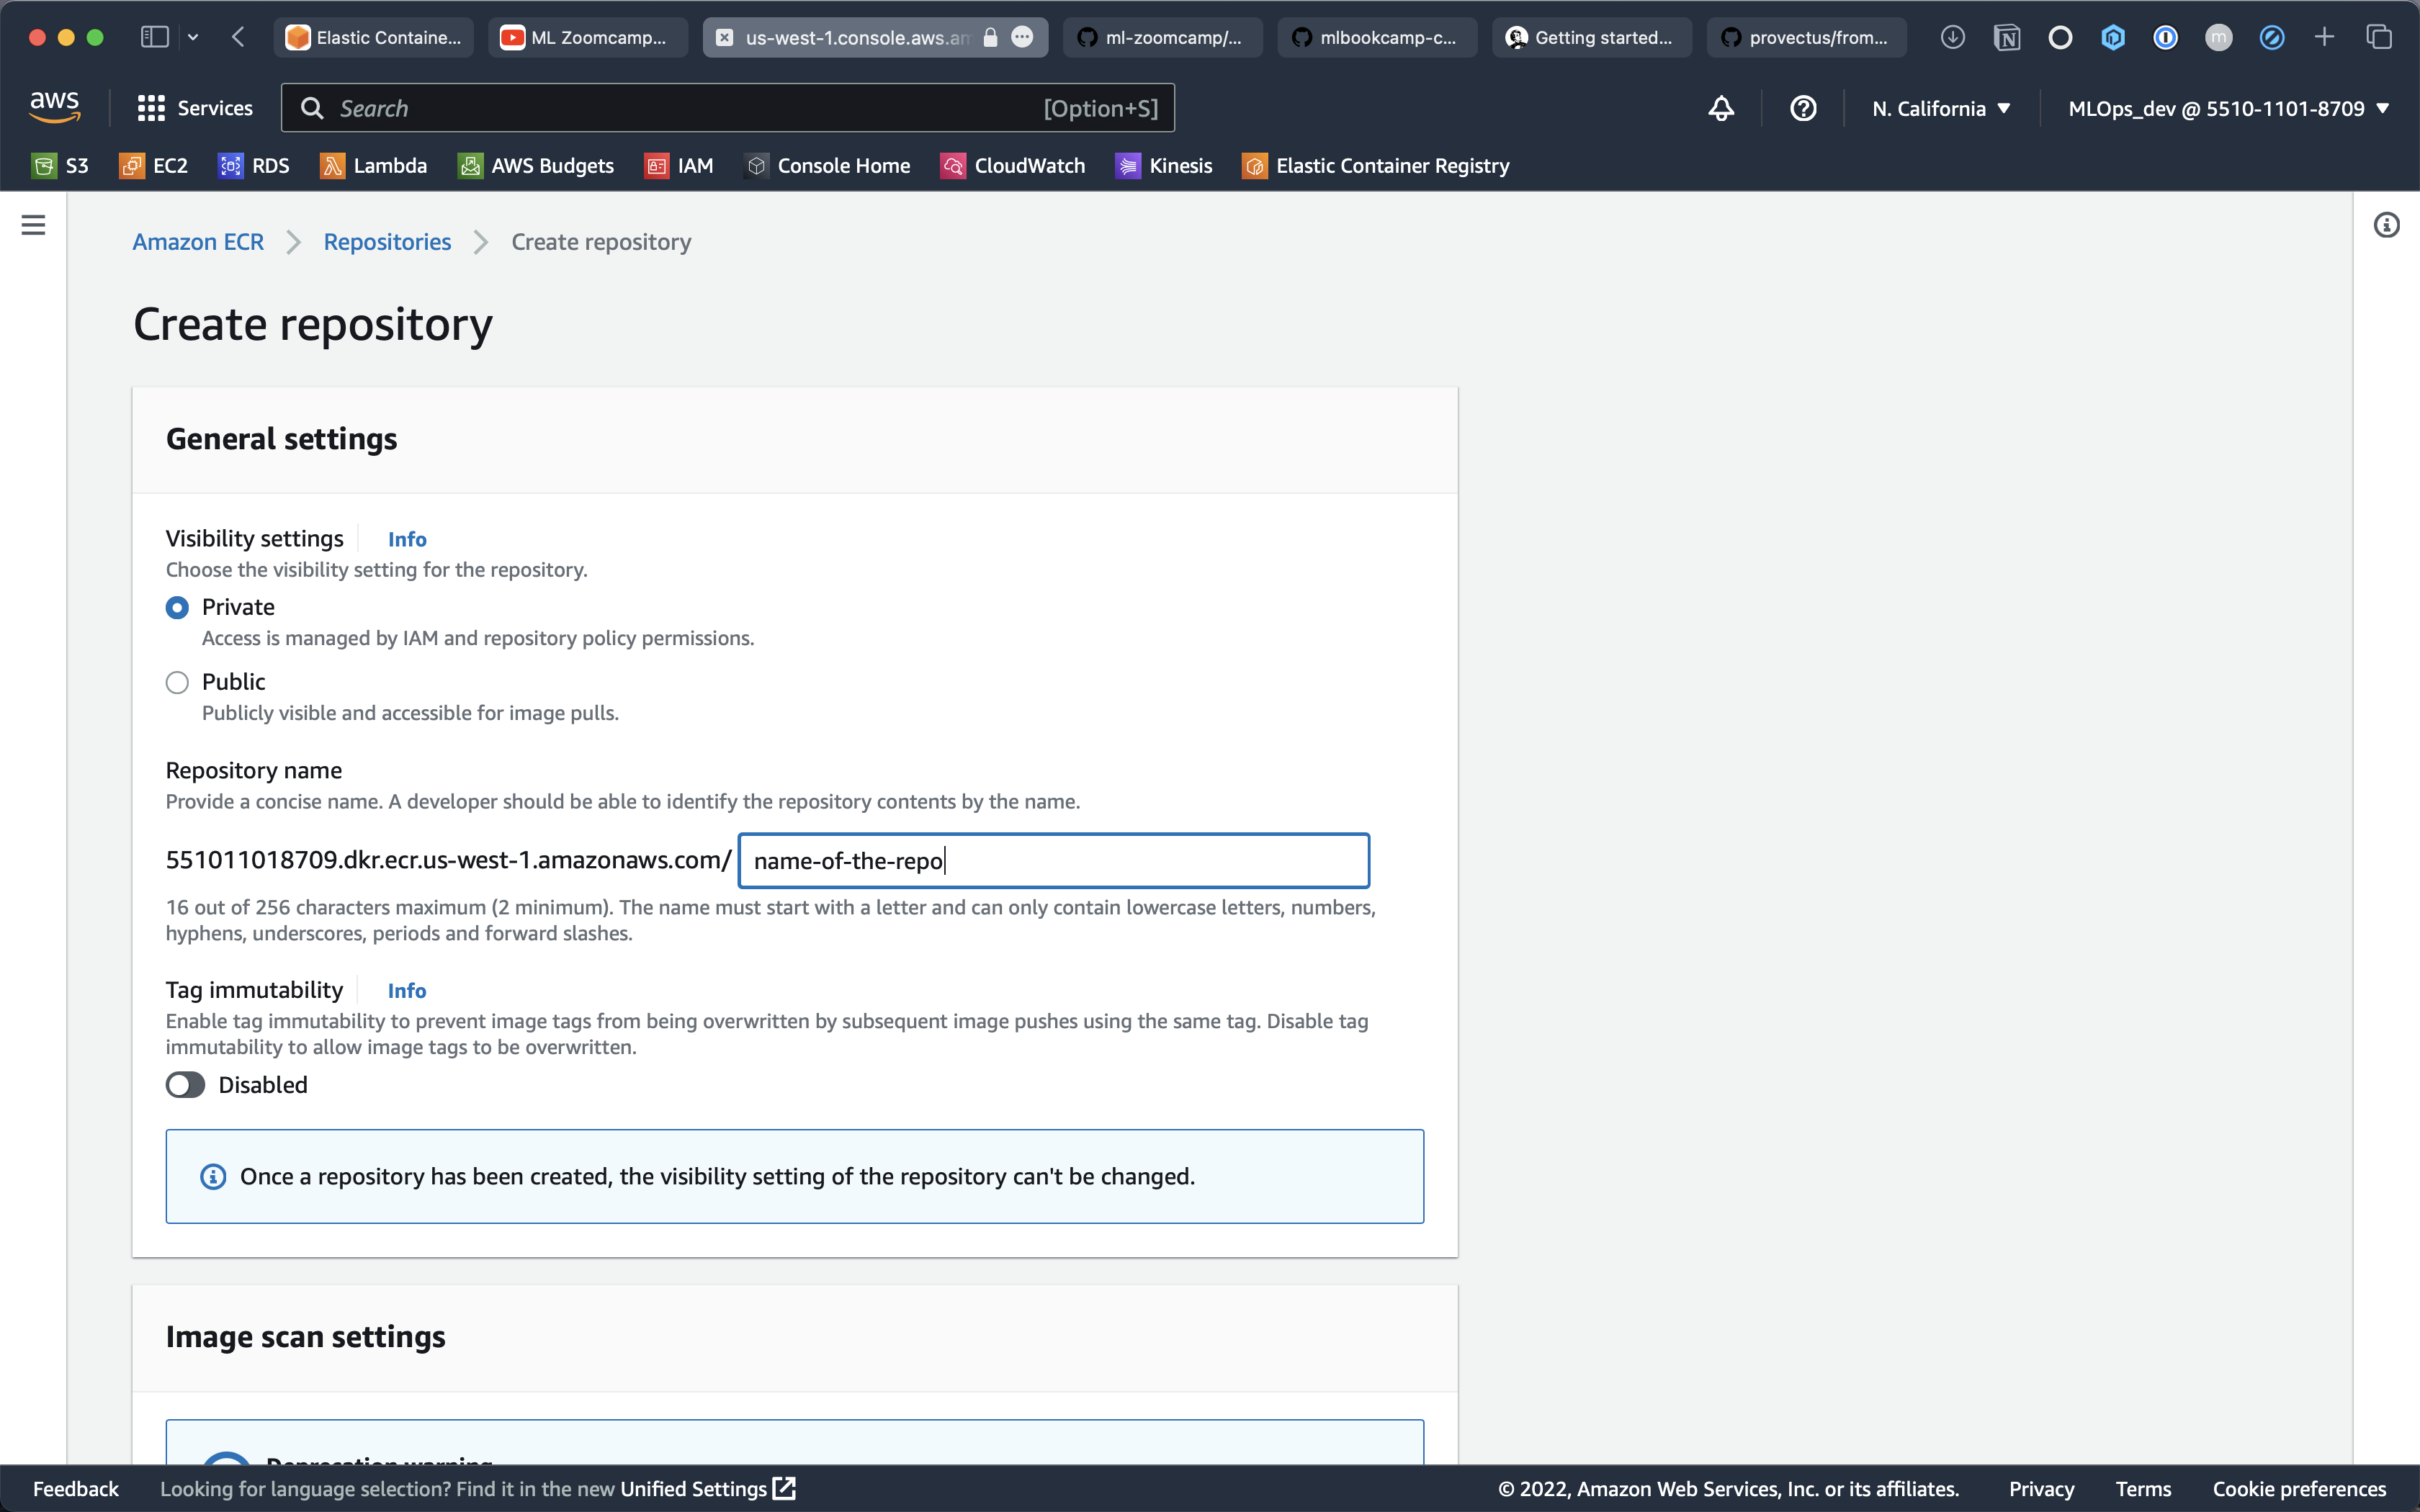 Elastic Containe...
ML Zoomcamp...
us-west-1.console.aws.am
ml-zoomcamp/...
mlbookcamp-c...
Getting started...
provectus/from...
m
aws
Services
Search
[Option+S]
N. California
MLOps_dev @ 5510-1101-8709
S3
EC2
RDS
Lambda
AWS Budgets
IAM
Console Home
CloudWatch
Kinesis
Elastic Container Registry
Amazon ECR
Repositories
Create repository
Create repository
General settings
Visibility settings
Info
Choose the visibility setting for the repository.
Private
Access is managed by IAM and repository policy permissions.
Public
Publicly visible and accessible for image pulls.
Repository name
Provide a concise name. A developer should be able to identify the repository contents by the name.
551011018709.dkr.ecr.us-west-1.amazonaws.com/
name-of-the-repo
16 out of 256 characters maximum (2 minimum). The name must start with a letter and can only contain lowercase letters, numbers,
hyphens, underscores, periods and forward slashes.
Tag immutability
Info
Enable tag immutability to prevent image tags from being overwritten by subsequent image pushes using the same tag. Disable tag
immutability to allow image tags to be overwritten.
Disabled
Once a repository has been created, the visibility setting of the repository can't be changed.
Image scan settings
Deprecation warning
Feedback
Looking for language selection? Find it in the new Unified Settings
© 2022, Amazon Web Services, Inc. or its affiliates.
Privacy
Terms
Cookie preferences